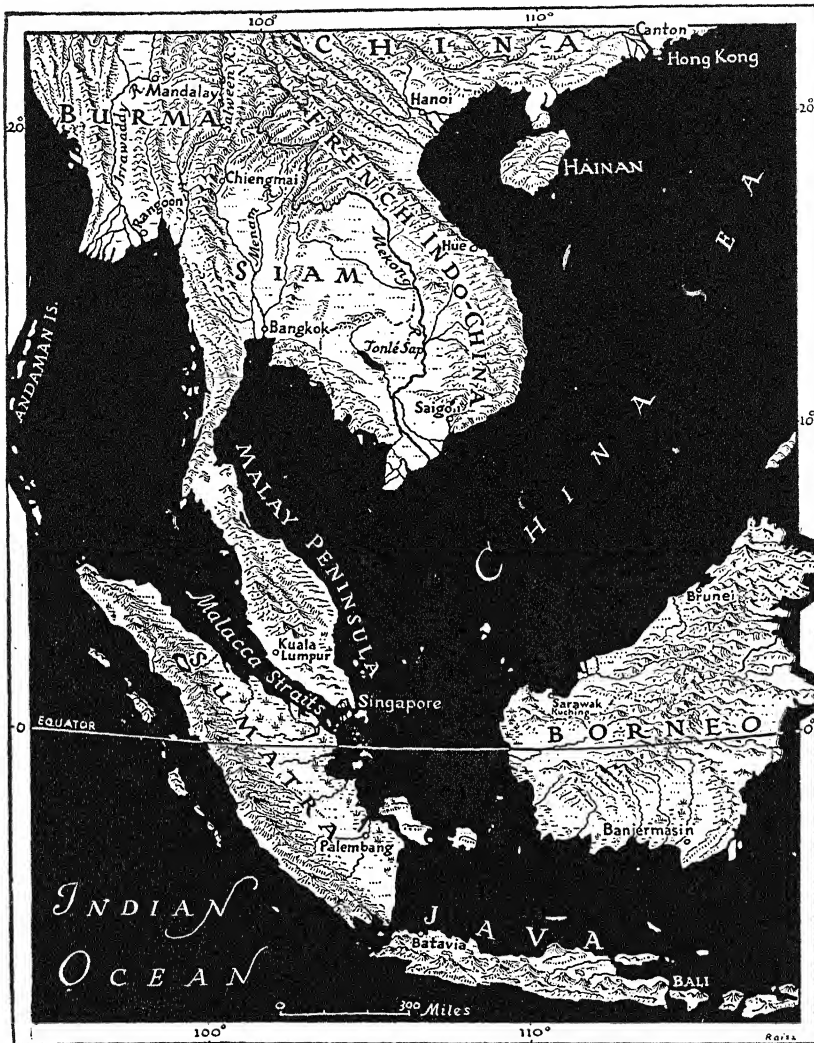 100° 110°
Canton
CHINA
Hong Kong
Mandalay
Hanoi
BURMA
Salween R.
20° 20°
Irrawaddy
FRENCH INDO-CHINA
HAINAN
Chiengmai
Rangoon
Menam
Hue
Mekong
SIAM
Bangkok
Tonlé Sap
ANDAMAN IS.
Saigon
10°
CHINA SEA
MALAY PENINSULA
Brunei
Malacca Straits
Kuala
Lumpur
SUMATRA
Singapore
Sarawak
Kuching
EQUATOR
0 0°
BORNEO
Banjermasin
Palembang
INDIAN
OCEAN
JAVA
Batavia
BALI
0 300 Miles
100° 110°
Raisz